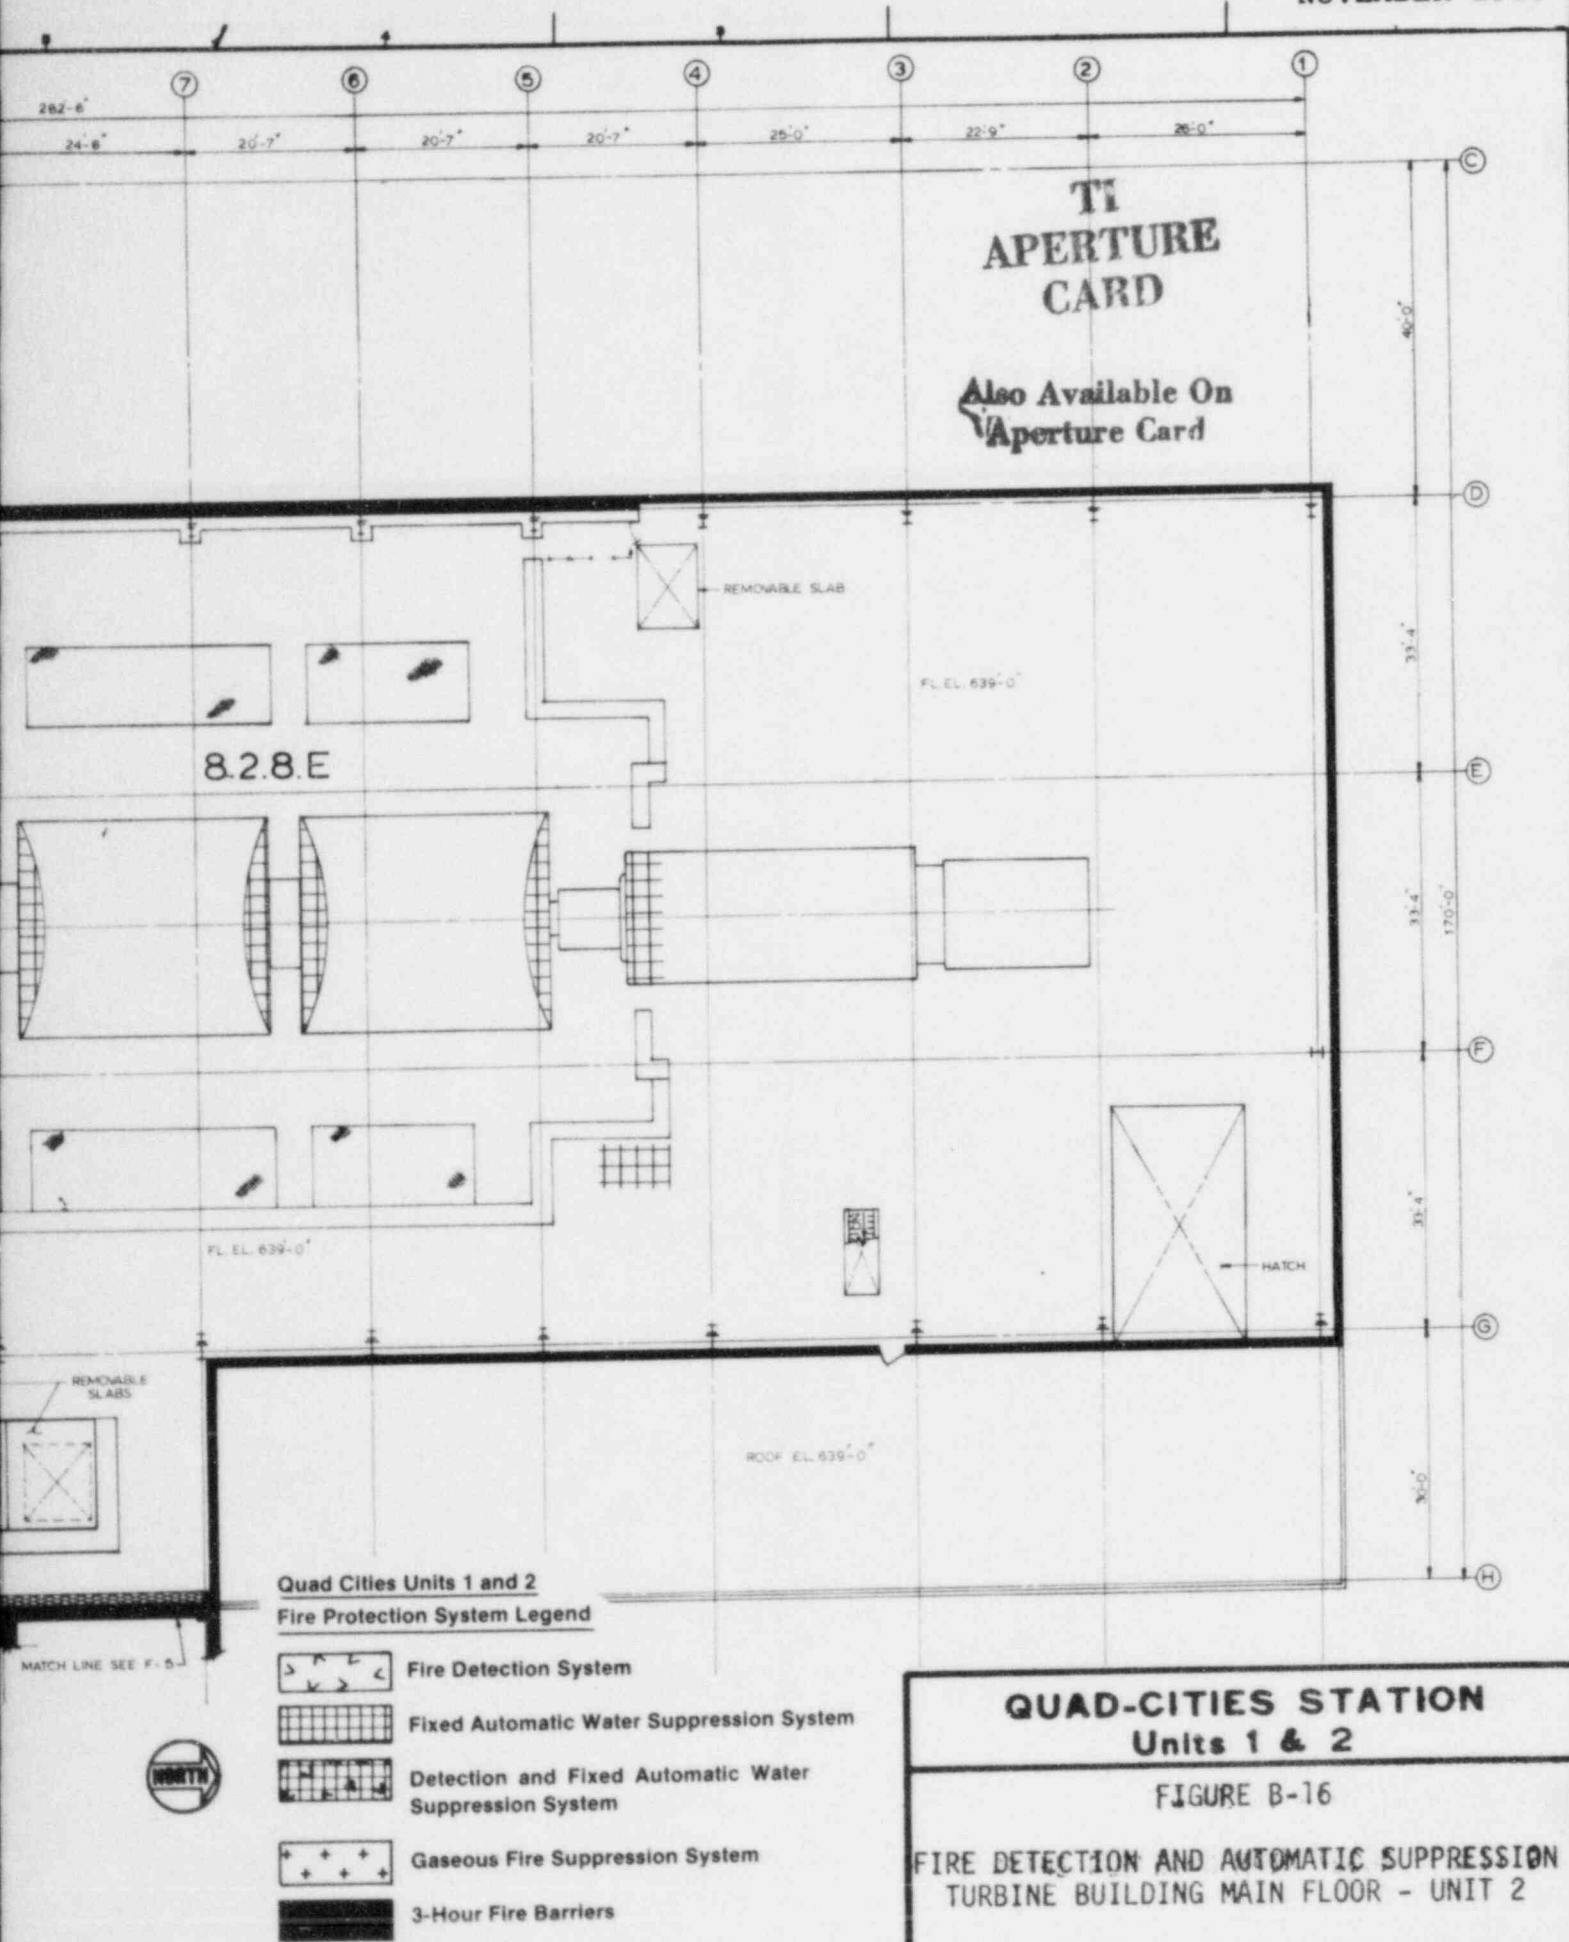 7
6
5
4
3
2
1
282'-6"
24'-6"
20'-7"
20'-7"
20'-7"
25'-0"
22'-9"
26'-0"
C
TI
APERTURE
CARD
40'-0"
Also Available On
Aperture Card
D
REMOVABLE SLAB
33'-4"
FL. EL. 639'-0"
8.2.8.E
E
33'-4"
170'-0"
F
33'-4"
FL. EL. 639'-0"
HATCH
G
REMOVABLE
SLABS
ROOF EL. 639'-0"
30'-0"
H
Quad Cities Units 1 and 2
Fire Protection System Legend
MATCH LINE SEE F-5
Fire Detection System
Fixed Automatic Water Suppression System
NORTH
Detection and Fixed Automatic Water
Suppression System
Gaseous Fire Suppression System
3-Hour Fire Barriers
QUAD-CITIES STATION
Units 1 & 2
FIGURE B-16
FIRE DETECTION AND AUTOMATIC SUPPRESSION
TURBINE BUILDING MAIN FLOOR - UNIT 2